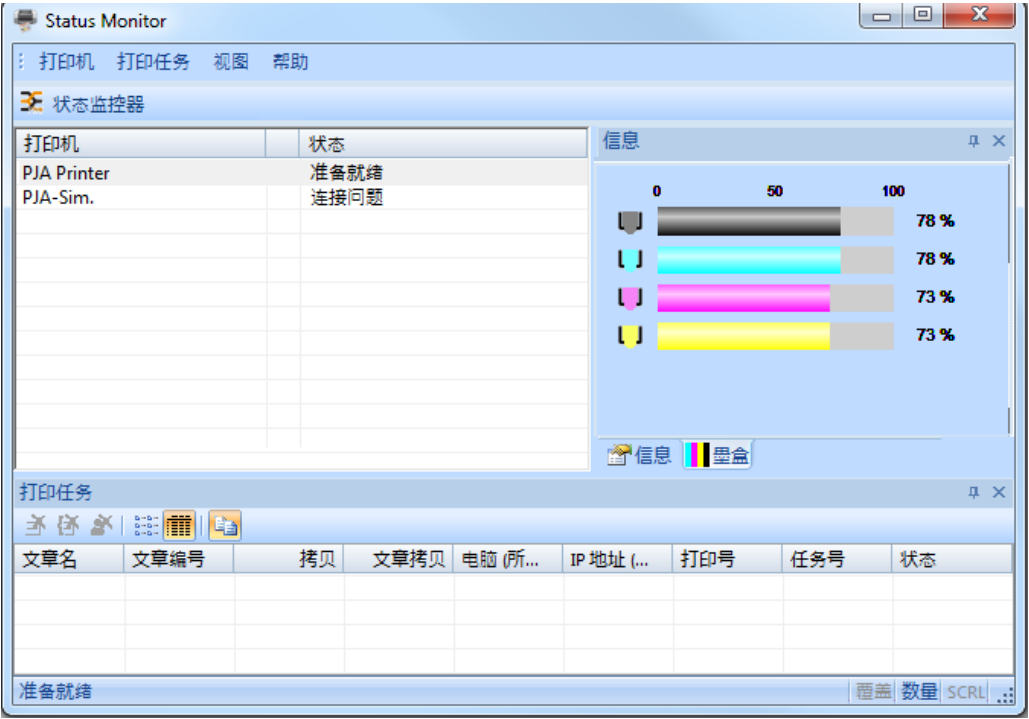 Status Monitor
打印机 打印任务 视图 帮助
状态监控器
打印机 状态
PJA Printer 准备就绪
PJA-Sim. 连接问题
信息
0 50 100
78 %
78 %
73 %
73 %
信息 墨盒
打印任务
文章名 文章编号 拷贝 文章拷贝 电脑 (所... IP 地址 (... 打印号 任务号 状态
准备就绪 覆盖 数量 SCRL